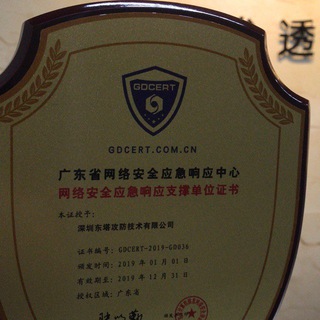 透
GDCERT
GDCERT.COM.CN
广东省网络安全应急响应中心
网络安全应急响应支撑单位证书
本证授予：
深圳东塔攻防技术有限公司
证书编号：GDCERT-2019-GD036
颁发时间：2019 年 01 月 01 日
有效期至：2019 年 12 月 31 日
授权区域：广东省